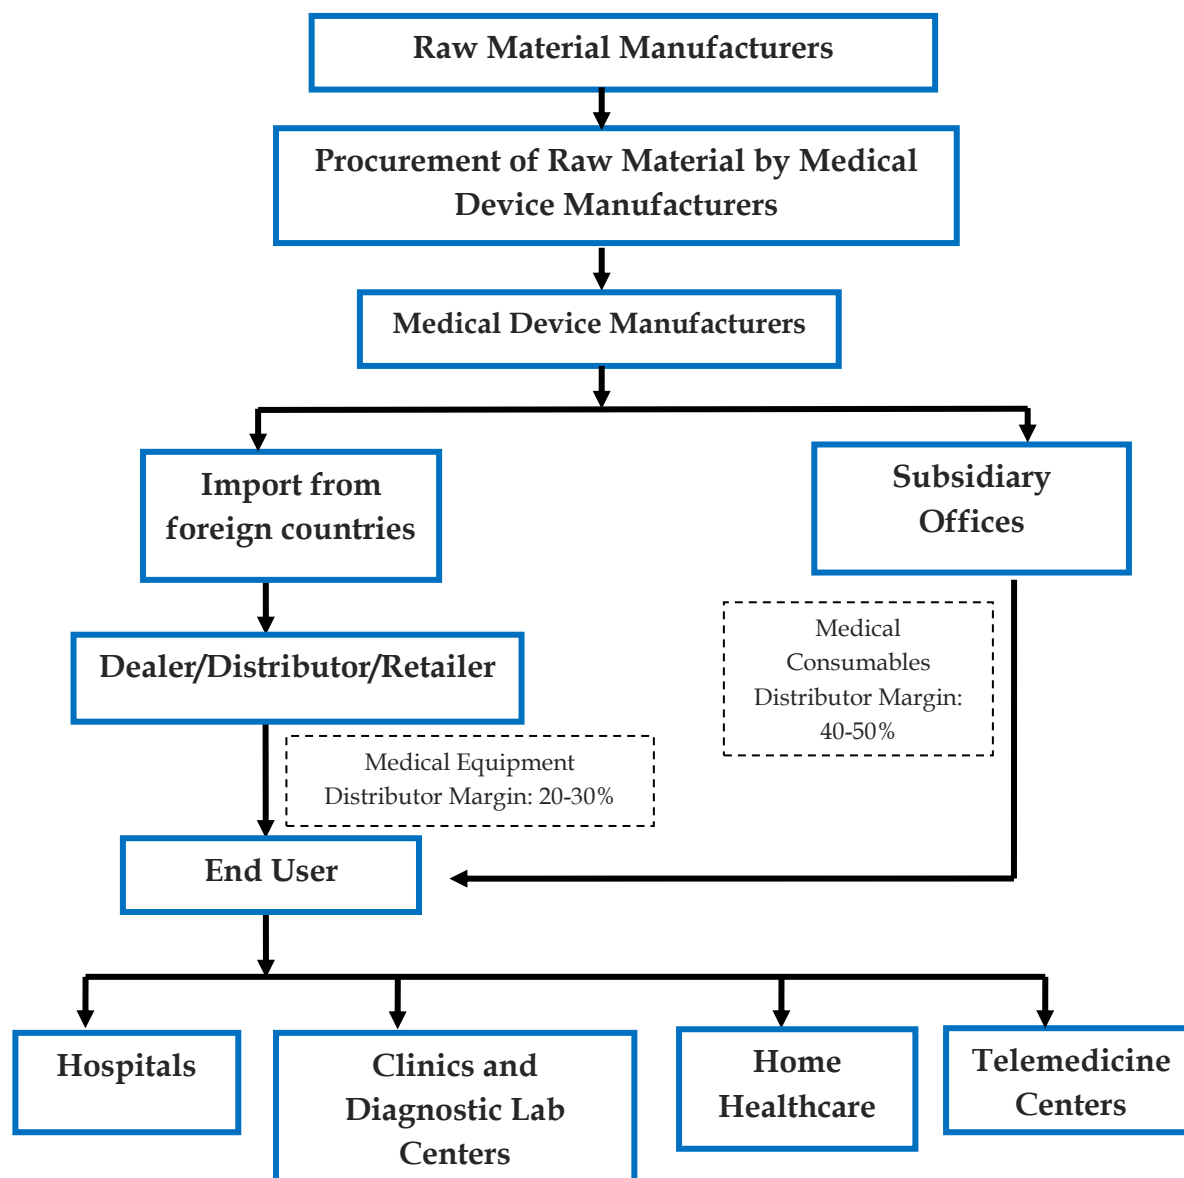 Raw Material Manufacturers
Procurement of Raw Material by Medical
Device Manufacturers
Medical Device Manufacturers
Import from
foreign countries
Subsidiary
Offices
Medical
Consumables
Distributor Margin:
40-50%
Dealer/Distributor/Retailer
Medical Equipment
Distributor Margin: 20-30%
End User
Hospitals
Clinics and
Diagnostic Lab
Centers
Home
Healthcare
Telemedicine
Centers